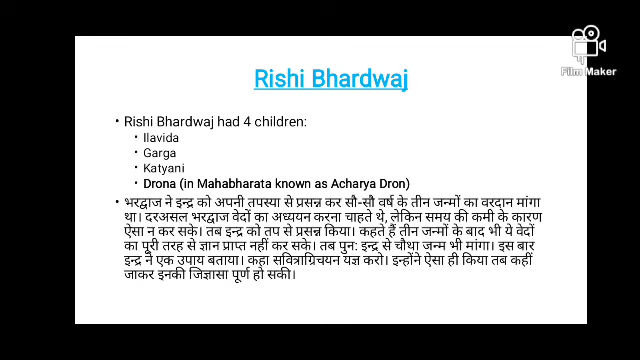 Rishi Bhardwaj
Film Maker
• Rishi Bhardwaj had 4 children:
• Ilavida
• Garga
• Katyani
• Drona (in Mahabharata known as Acharya Dron)
• भरद्वाज ने इन्द्र को अपनी तपस्या से प्रसन्न कर सौ-सौ वर्ष के तीन जन्मों का वरदान मांगा
था। दरअसल भरद्वाज वेदों का अध्ययन करना चाहते थे, लेकिन समय की कमी के कारण
ऐसा न कर सके। तब इन्द्र को तप से प्रसन्न किया। कहते हैं तीन जन्मों के बाद भी ये वेदों
का पूरी तरह से ज्ञान प्राप्त नहीं कर सके। तब पुन: इन्द्र से चौथा जन्म भी मांगा। इस बार
इन्द्र ने एक उपाय बताया। कहा सवित्राग्रिचयन यज्ञ करो। इन्होंने ऐसा ही किया तब कहीं
जाकर इनकी जिज्ञासा पूर्ण हो सकी।